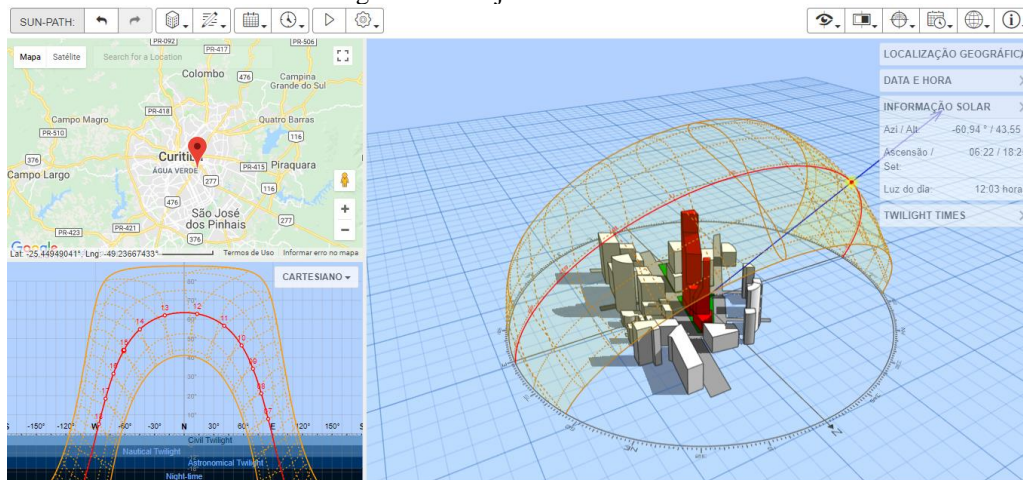 SUN-PATH:
Mapa Satélite Search for a Location
PR-092
PR-417
PR-506
Colombo
476
Campina
Grande do Sul
PR-418
Campo Magro
Quatro Barras
PR-510
116
376
Curitib
Campo Largo
ÁGUA VERDE
PR-415
Piraquara
277
116
476
São José
dos Pinhais
277
PR-423
PR-421
376
Google
Lat: -25.44949041°, Lng: -49.23667433°
Termos de Uso Informar erro no mapa
CARTESIANO
80°
15 14 13 12 11 10 09 08 07
16 17 18
-150° -120° W -60° -30° N 30° 60° E 120° 150° S
Civil Twilight
Nautical Twilight
Astronomical Twilight
Night-time
LOCALIZAÇÃO GEOGRÁFIC
DATA E HORA
INFORMAÇÃO SOLAR
Azi / Alt: -60.94 ° / 43.55
Ascensão / 06:22 / 18:2
Set:
Luz do dia: 12:03 hora
TWILIGHT TIMES
N